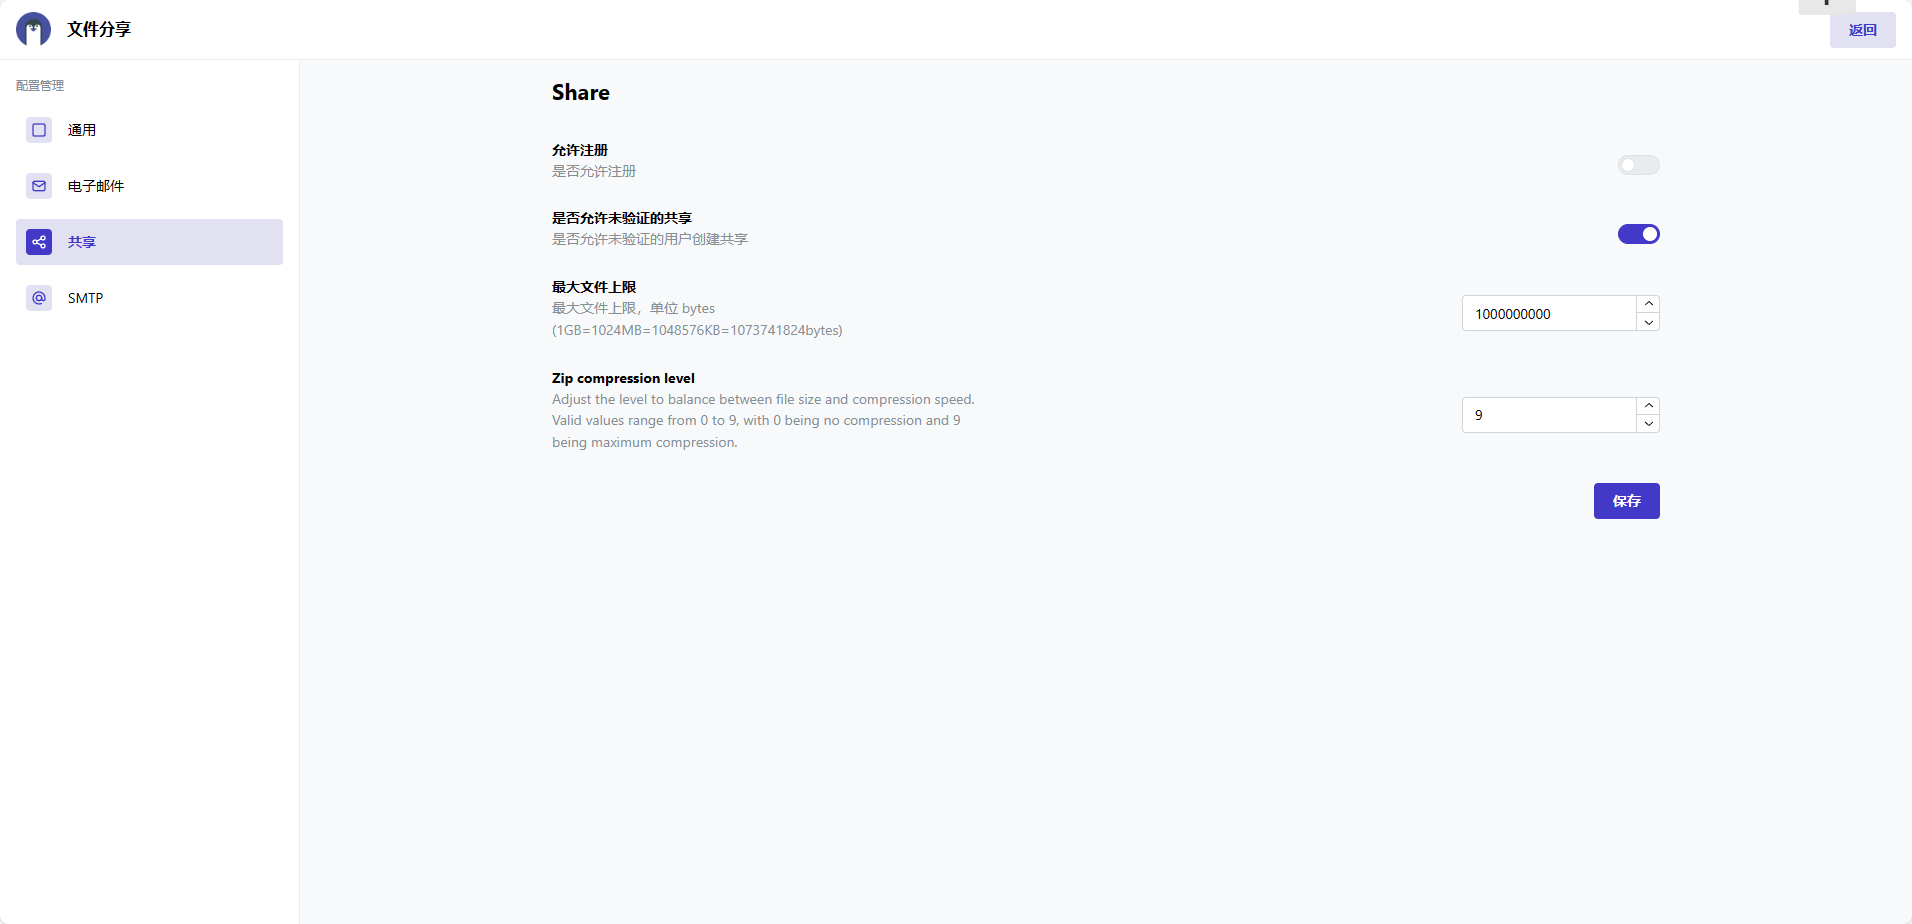 文件分享
返回
配置管理
通用
电子邮件
共享
SMTP
Share
允许注册
是否允许注册
是否允许未验证的共享
是否允许未验证的用户创建共享
最大文件上限
最大文件上限，单位 bytes
(1GB=1024MB=1048576KB=1073741824bytes)
1000000000
Zip compression level
Adjust the level to balance between file size and compression speed.
Valid values range from 0 to 9, with 0 being no compression and 9
being maximum compression.
9
保存